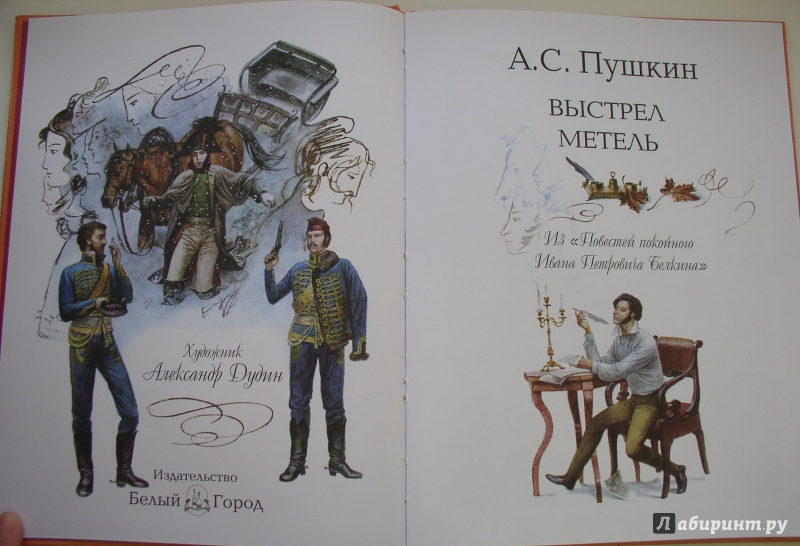 Художник
Александр Дудин
Издательство
Белый Город
А.С. Пушкин
ВЫСТРЕЛ
МЕТЕЛЬ
Из «Повестей покойного
Ивана Петровича Белкина»
Лабиринт.ру